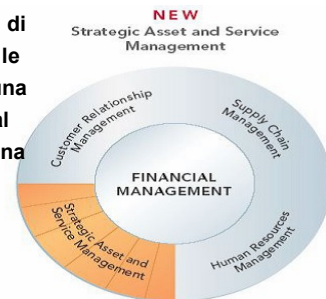 NEW
Strategic Asset and Service
Management
di
le
una
al
na
Customer Relationship
Management
Supply Chain
Management
FINANCIAL
MANAGEMENT
Strategic Asset and
Service Management
Human Resources
Management